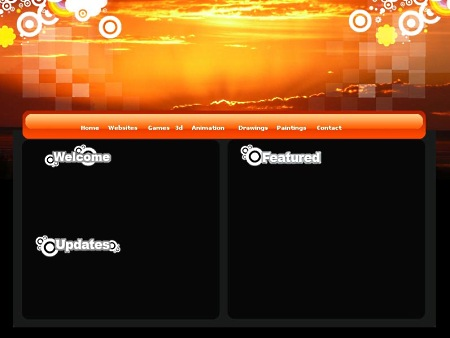 Home Websites Games 3d Animation Drawings Paintings Contact
Welcome
Featured
Updates